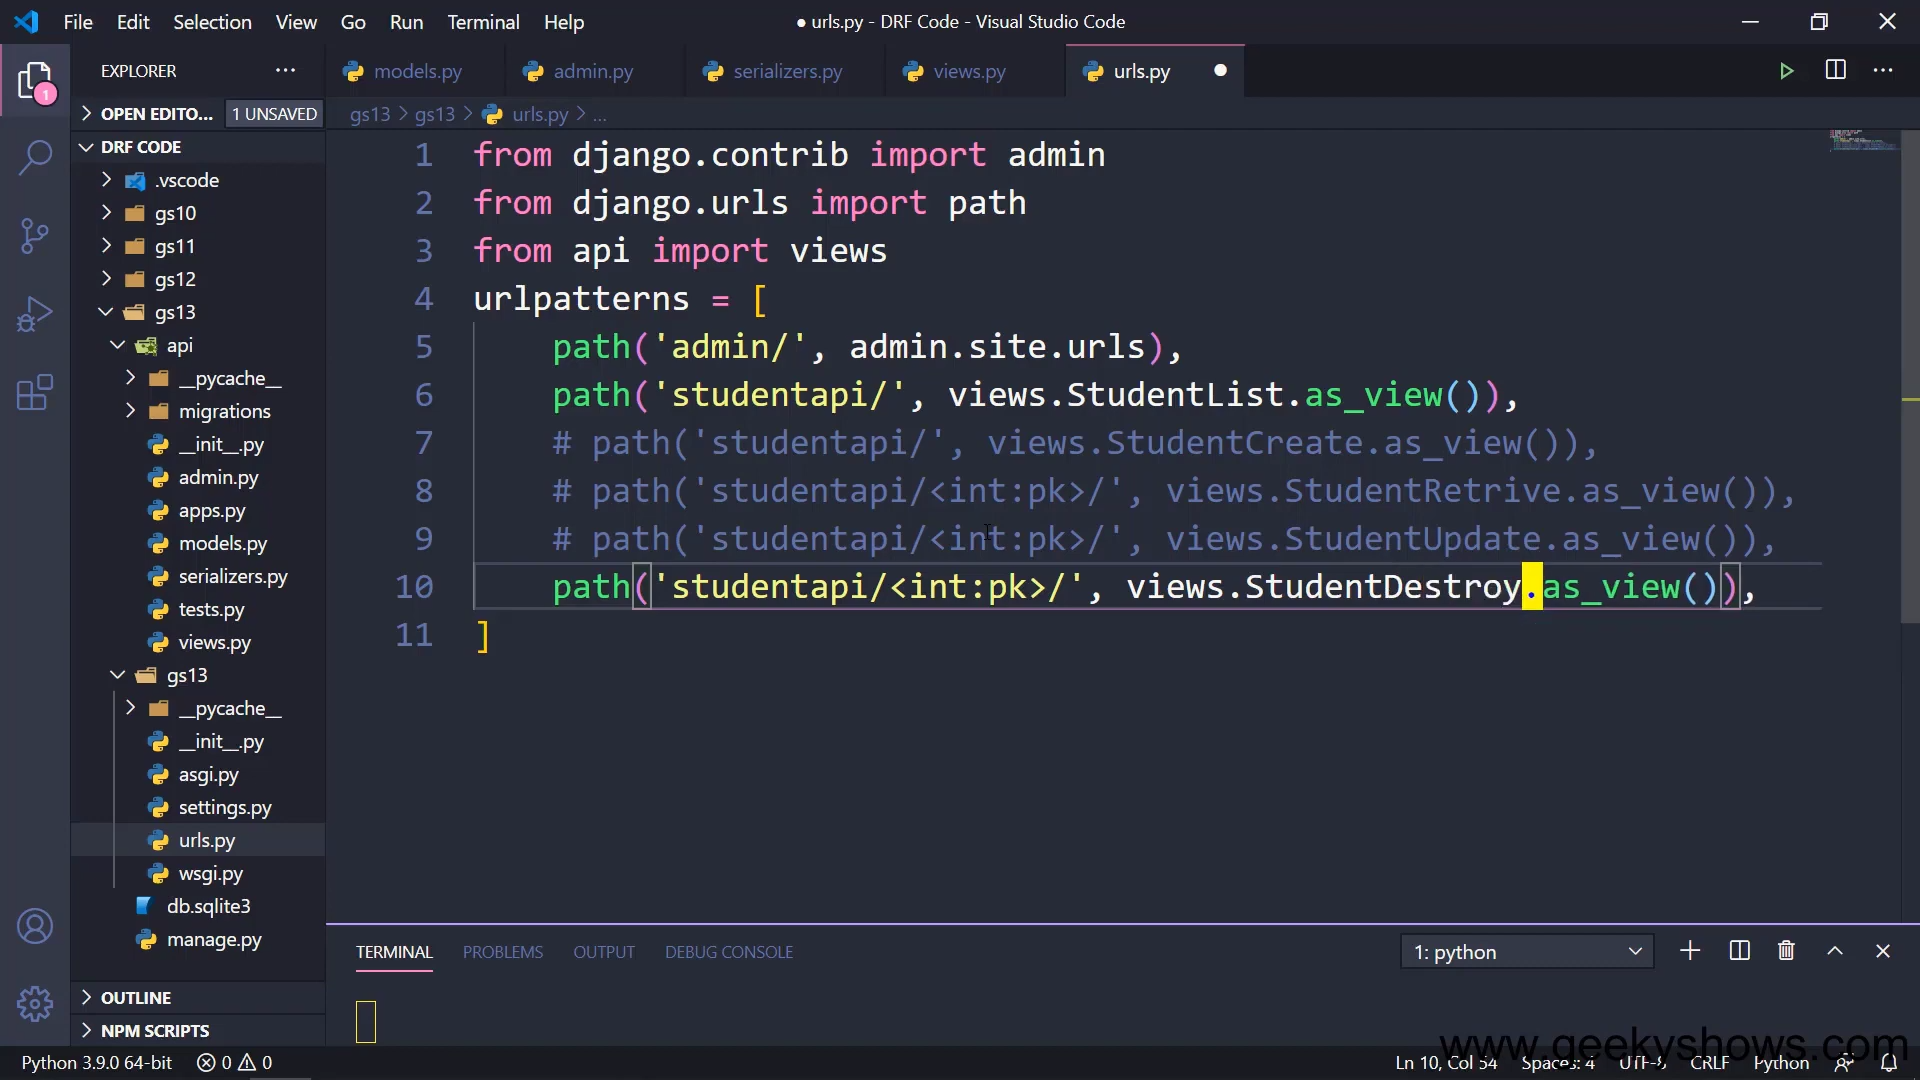 File Edit Selection View Go Run Terminal Help
● urls.py - DRF Code - Visual Studio Code
EXPLORER
models.py
admin.py
serializers.py
views.py
urls.py
OPEN EDITO... 1 UNSAVED
gs13 > gs13 > urls.py > ...
DRF CODE
.vscode
gs10
gs11
gs12
gs13
api
__pycache__
migrations
__init__.py
admin.py
apps.py
models.py
serializers.py
tests.py
views.py
gs13
__pycache__
__init__.py
asgi.py
settings.py
urls.py
wsgi.py
db.sqlite3
manage.py
OUTLINE
NPM SCRIPTS
1 from django.contrib import admin
2 from django.urls import path
3 from api import views
4 urlpatterns = [
5     path('admin/', admin.site.urls),
6     path('studentapi/', views.StudentList.as_view()),
7     # path('studentapi/', views.StudentCreate.as_view()),
8     # path('studentapi/<int:pk>/', views.StudentRetrive.as_view()),
9     # path('studentapi/<int:pk>/', views.StudentUpdate.as_view()),
10     path('studentapi/<int:pk>/', views.StudentDestroy.as_view()),
11 ]
TERMINAL PROBLEMS OUTPUT DEBUG CONSOLE
1: python
www.geekyshows.com
Python 3.9.0 64-bit 0 0
Ln 10, Col 54 Spaces: 4 UTF-8 CRLF Python
1